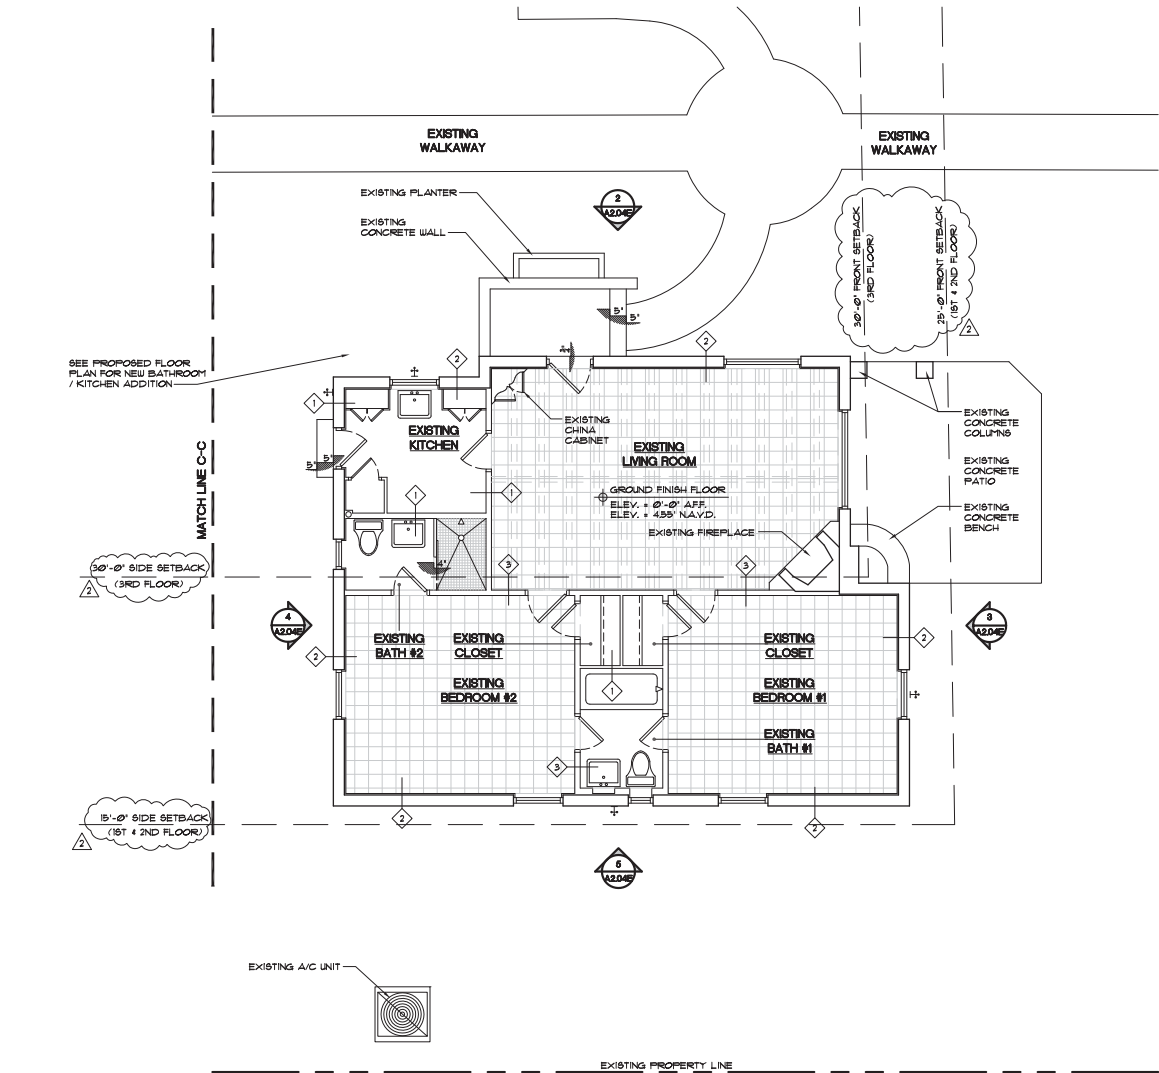 EXISTING
WALKAWAY
EXISTING
WALKAWAY
EXISTING PLANTER
EXISTING
CONCRETE WALL
2
A2.04E
30'-0" FRONT SETBACK
(3RD FLOOR)
25'-0" FRONT SETBACK
(1ST & 2ND FLOOR)
2
5"
5"
SEE PROPOSED FLOOR
PLAN FOR NEW BATHROOM
/ KITCHEN ADDITION
2
2
1
EXISTING
KITCHEN
EXISTING
CHINA
CABINET
EXISTING
LIVING ROOM
EXISTING
CONCRETE
COLUMNS
EXISTING
CONCRETE
PATIO
EXISTING
CONCRETE
BENCH
5"
5"
MATCH LINE C-C
1
1
GROUND FINISH FLOOR
ELEV. = 0'-0" A.F.F.
ELEV. = 4.55' N.A.V.D.
EXISTING FIREPLACE
4"
3
3
30'-0" SIDE SETBACK
(3RD FLOOR)
2
4
A2.04E
3
A2.04E
EXISTING
BATH #2
EXISTING
CLOSET
EXISTING
CLOSET
2
2
EXISTING
BEDROOM #2
1
EXISTING
BEDROOM #1
EXISTING
BATH #1
3
15'-0" SIDE SETBACK
(1ST & 2ND FLOOR)
2
2
2
5
A2.04E
EXISTING A/C UNIT
EXISTING PROPERTY LINE